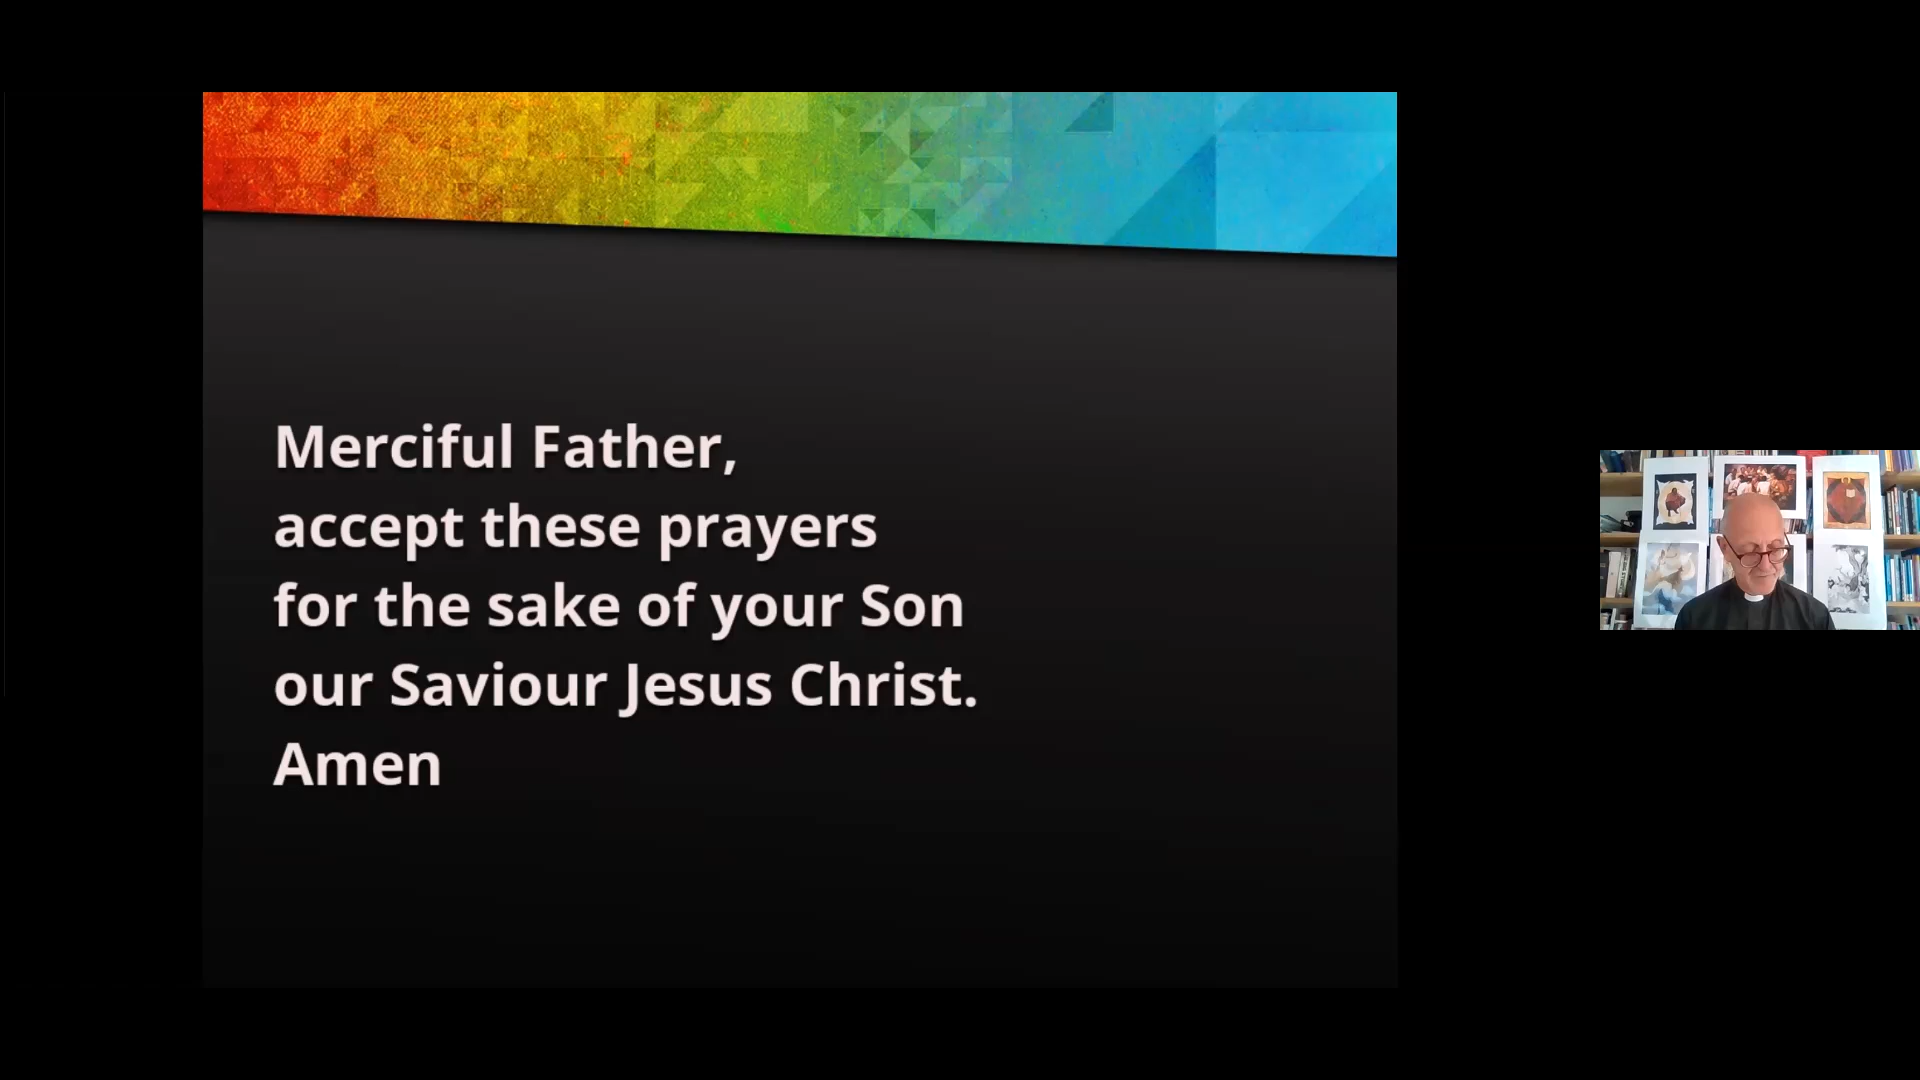 Merciful Father,
accept these prayers
for the sake of your Son
our Saviour Jesus Christ.
Amen